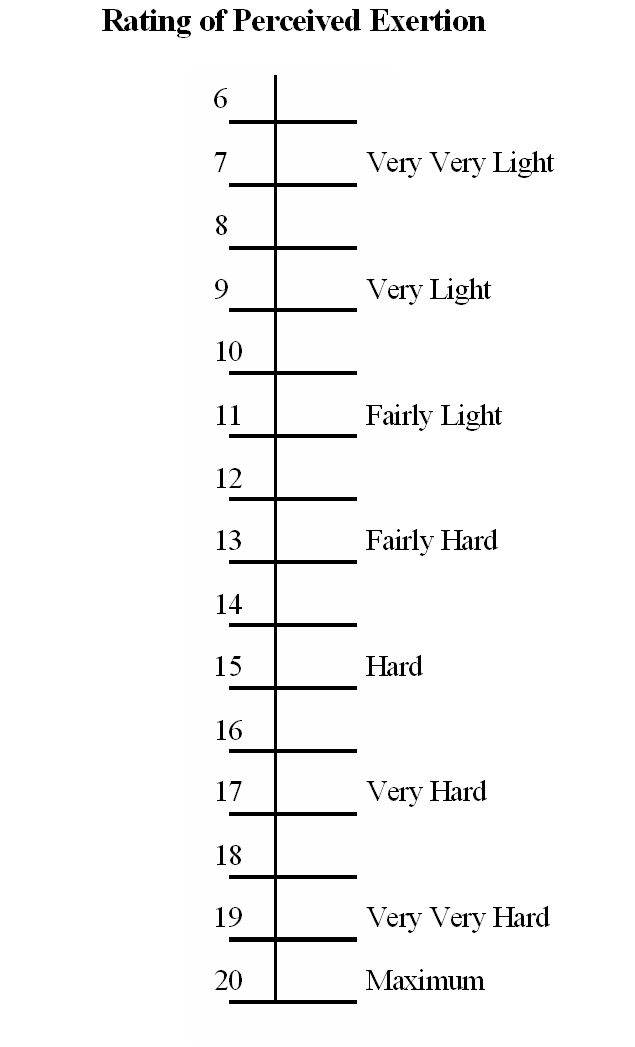 Rating of Perceived Exertion
6
7 Very Very Light
8
9 Very Light
10
11 Fairly Light
12
13 Fairly Hard
14
15 Hard
16
17 Very Hard
18
19 Very Very Hard
20 Maximum